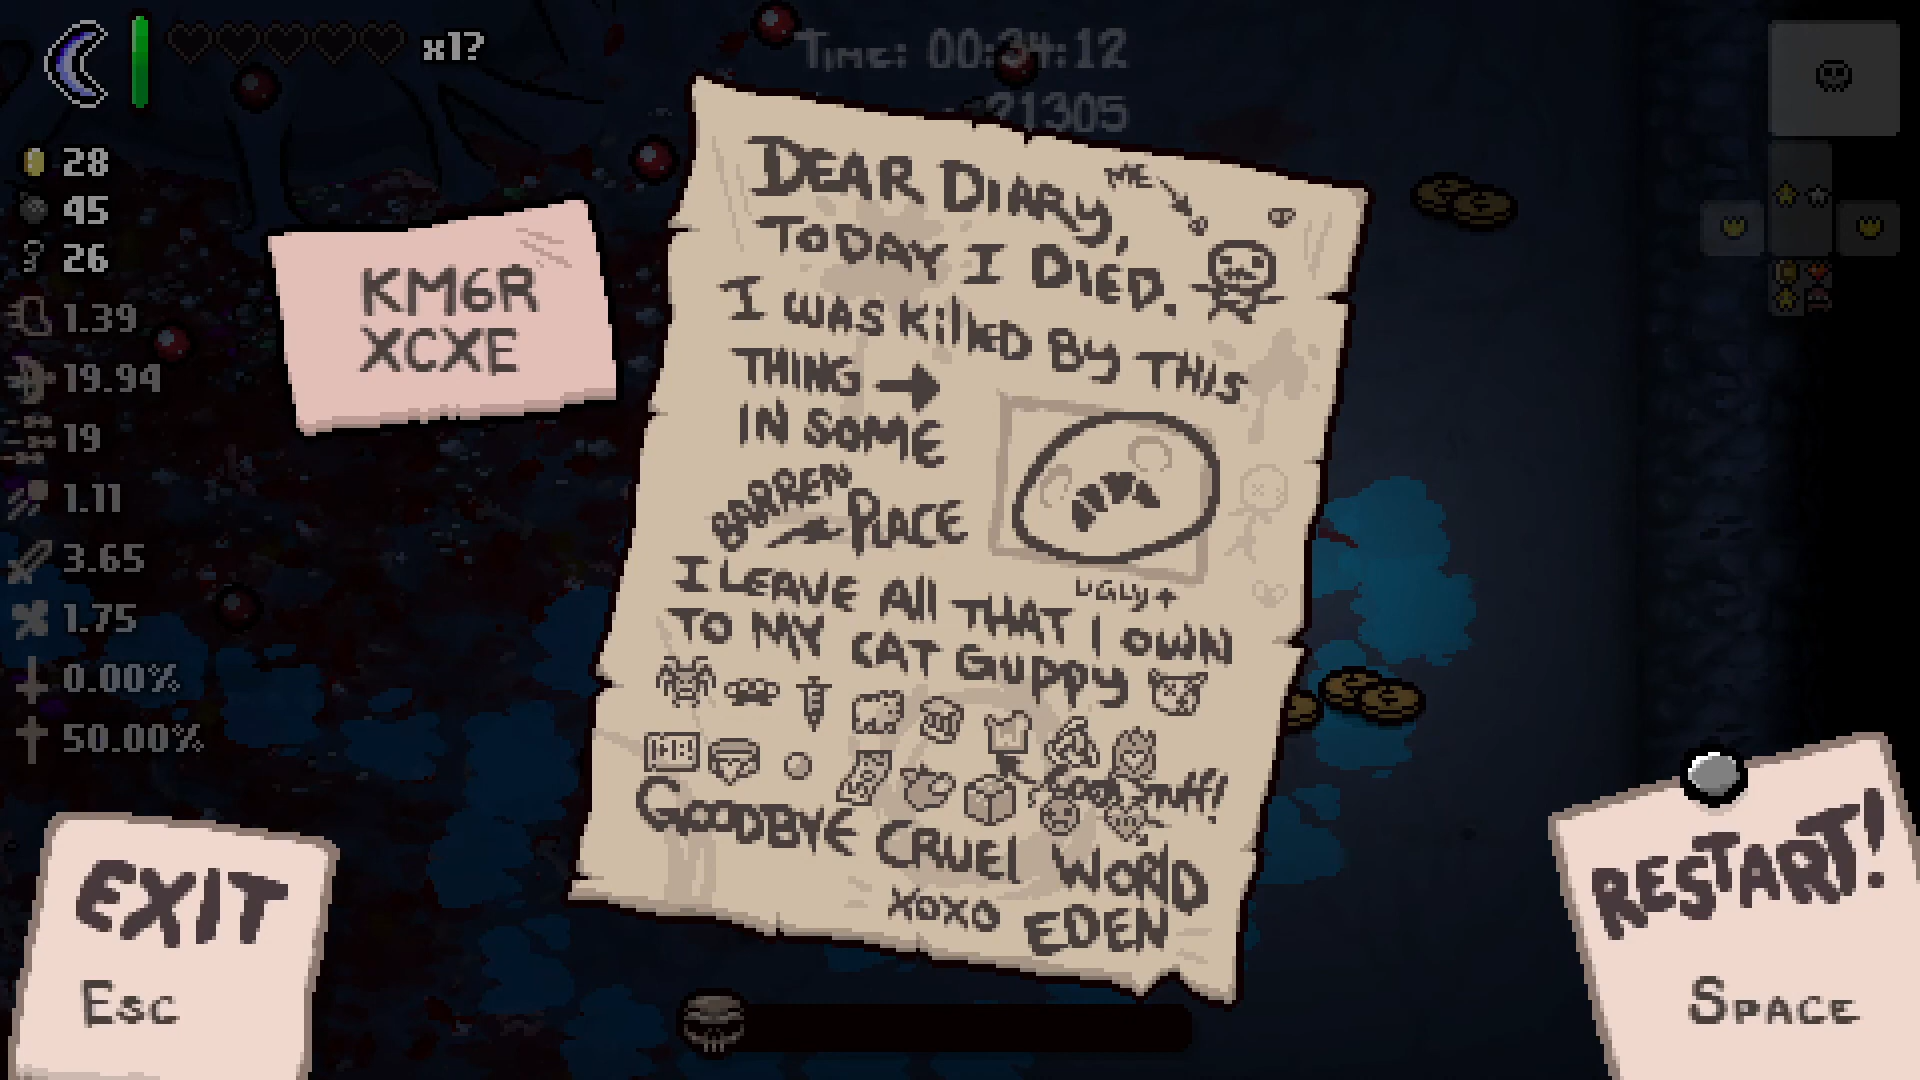 x1?
Time: 00:34:12
21305
28
45
26
1.39
19.94
19
1.11
3.65
1.75
0.00%
50.00%
KM6R
XCXE
DEAR DIARY,
ME
TODAY I DIED.
I WAS KillED BY THIS
THING
IN SOME
BARREN
PLACE
UGLY
I LEAVE All THAT I OWN
TO MY CAT GUPPY
GOODBYE CRUEL WORLD
XOXO EDEN
EXIT
Esc
RESTART!
SPACE